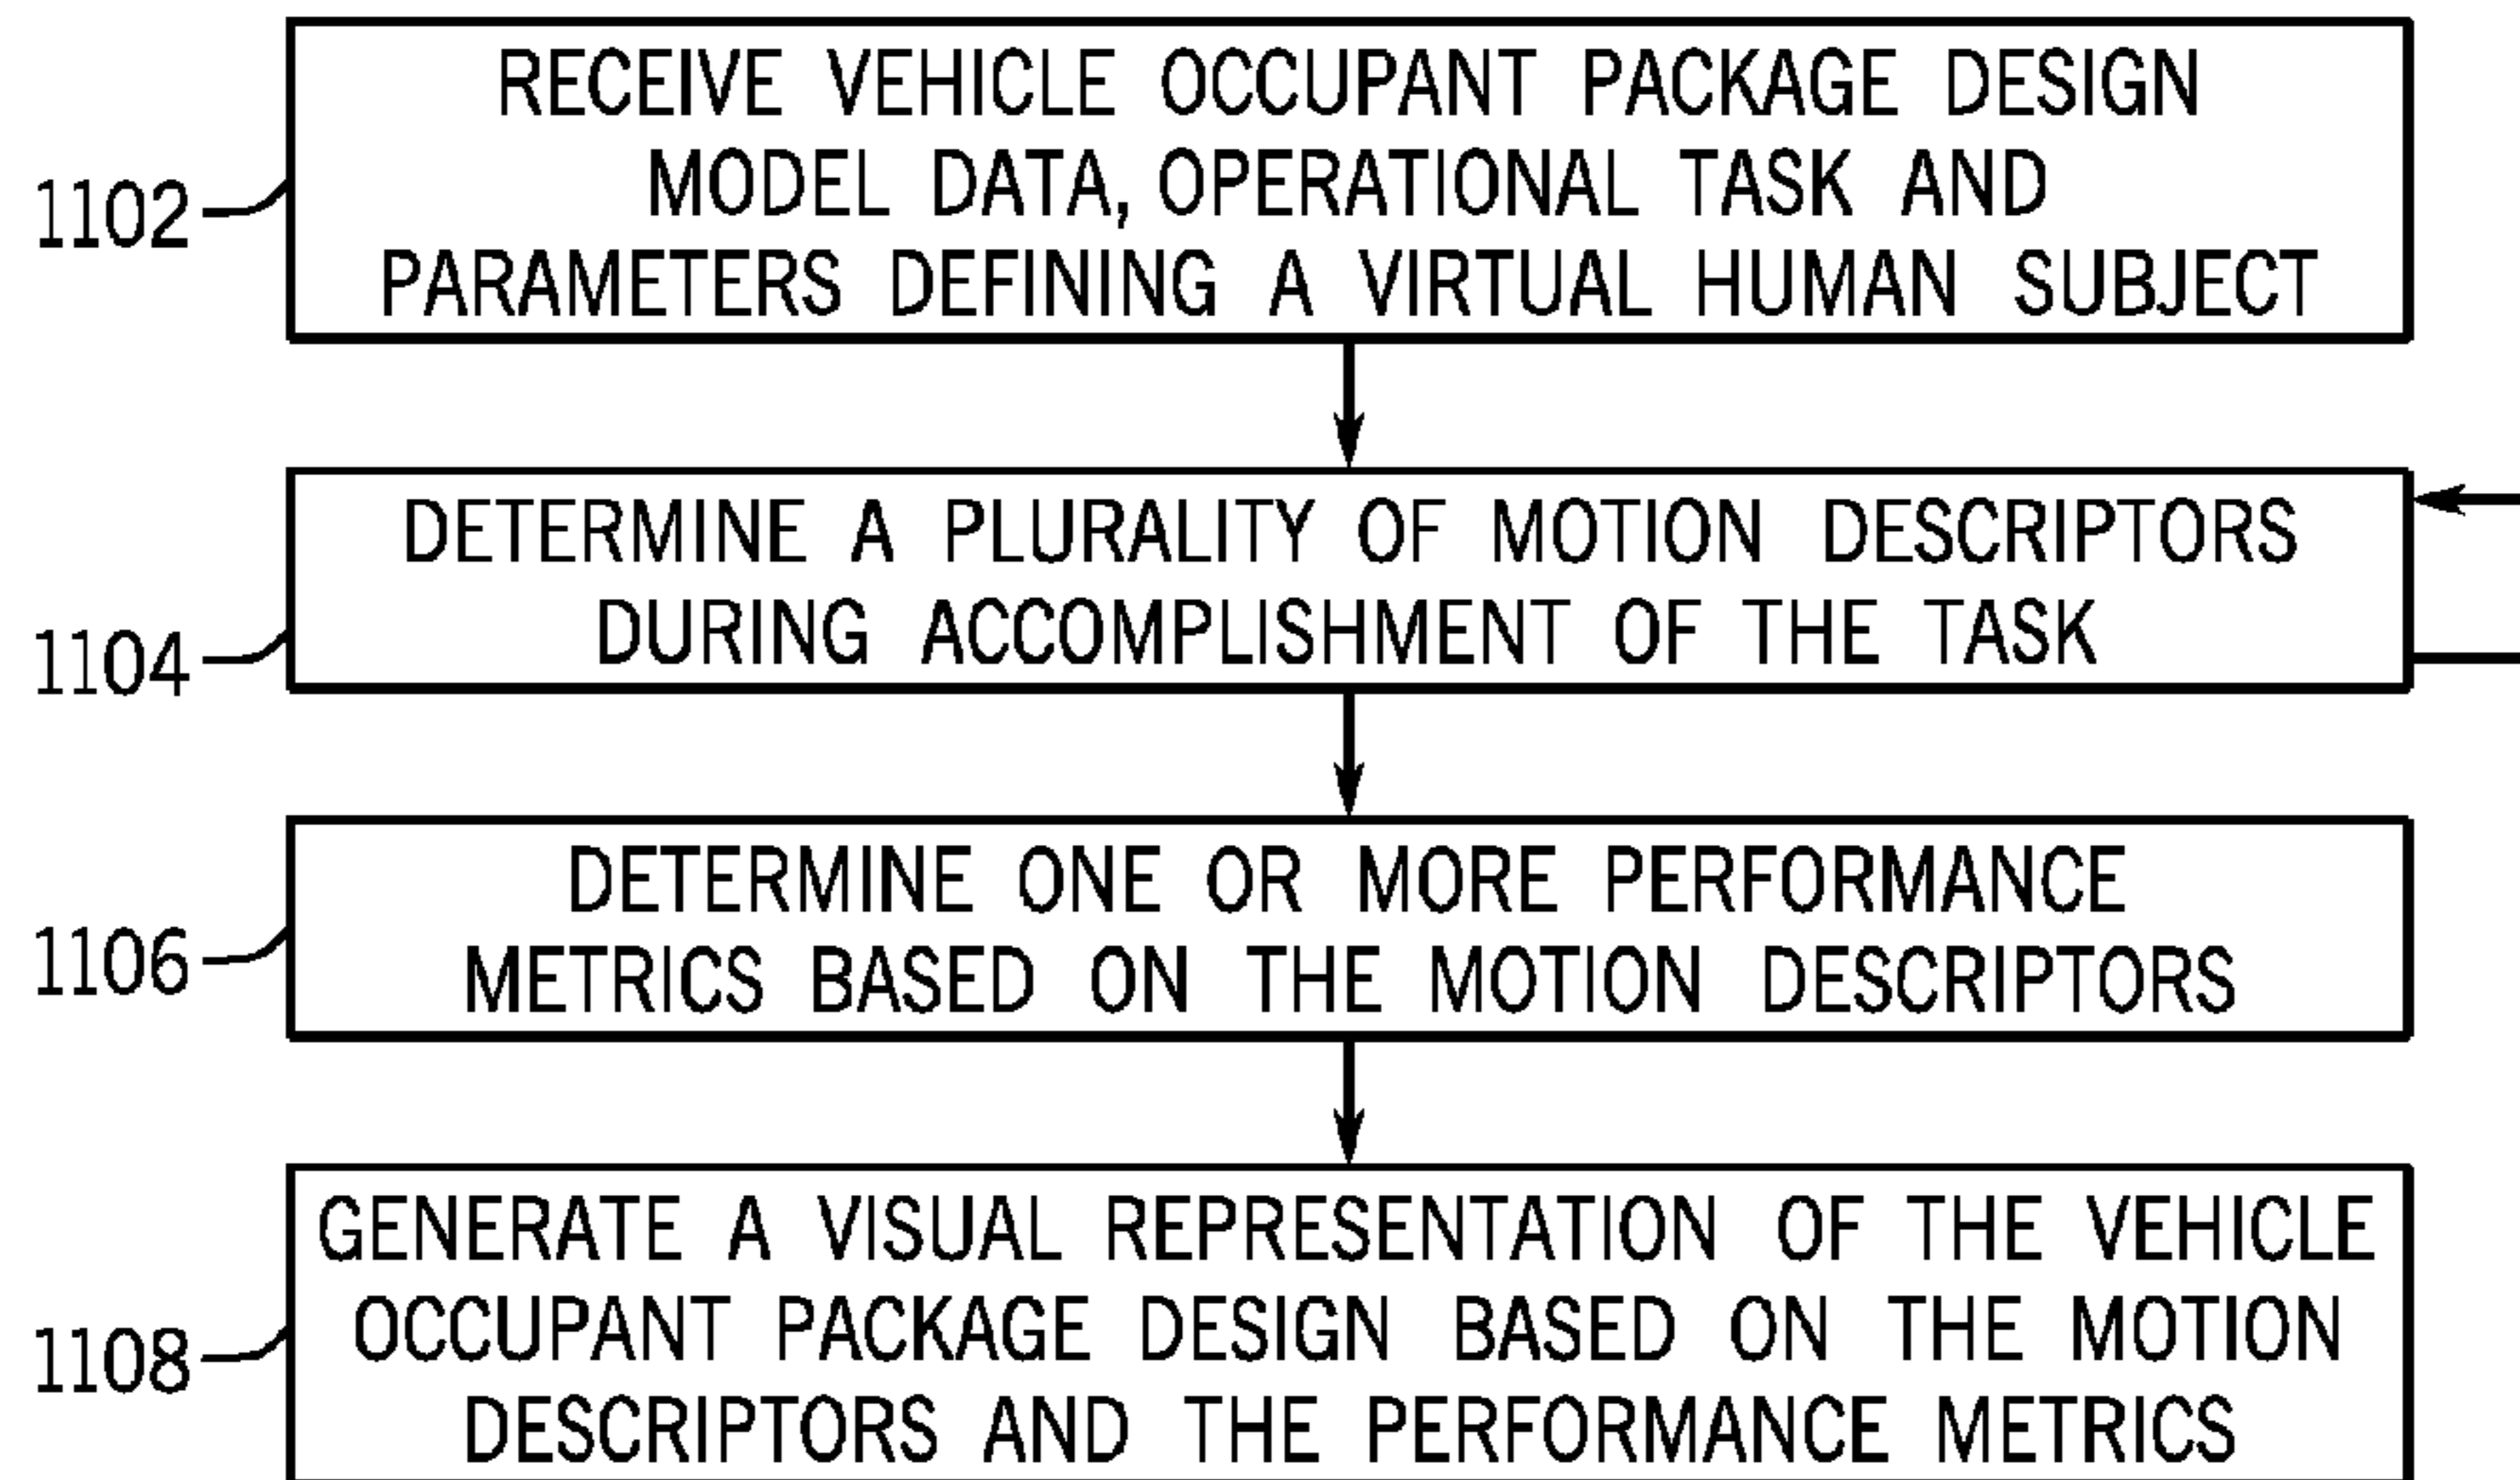 RECEIVE VEHICLE OCCUPANT PACKAGE DESIGN
MODEL DATA, OPERATIONAL TASK AND
PARAMETERS DEFINING A VIRTUAL HUMAN SUBJECT
1102
DETERMINE A PLURALITY OF MOTION DESCRIPTORS
DURING ACCOMPLISHMENT OF THE TASK
1104
DETERMINE ONE OR MORE PERFORMANCE
METRICS BASED ON THE MOTION DESCRIPTORS
1106
GENERATE A VISUAL REPRESENTATION OF THE VEHICLE
OCCUPANT PACKAGE DESIGN BASED ON THE MOTION
DESCRIPTORS AND THE PERFORMANCE METRICS
1108